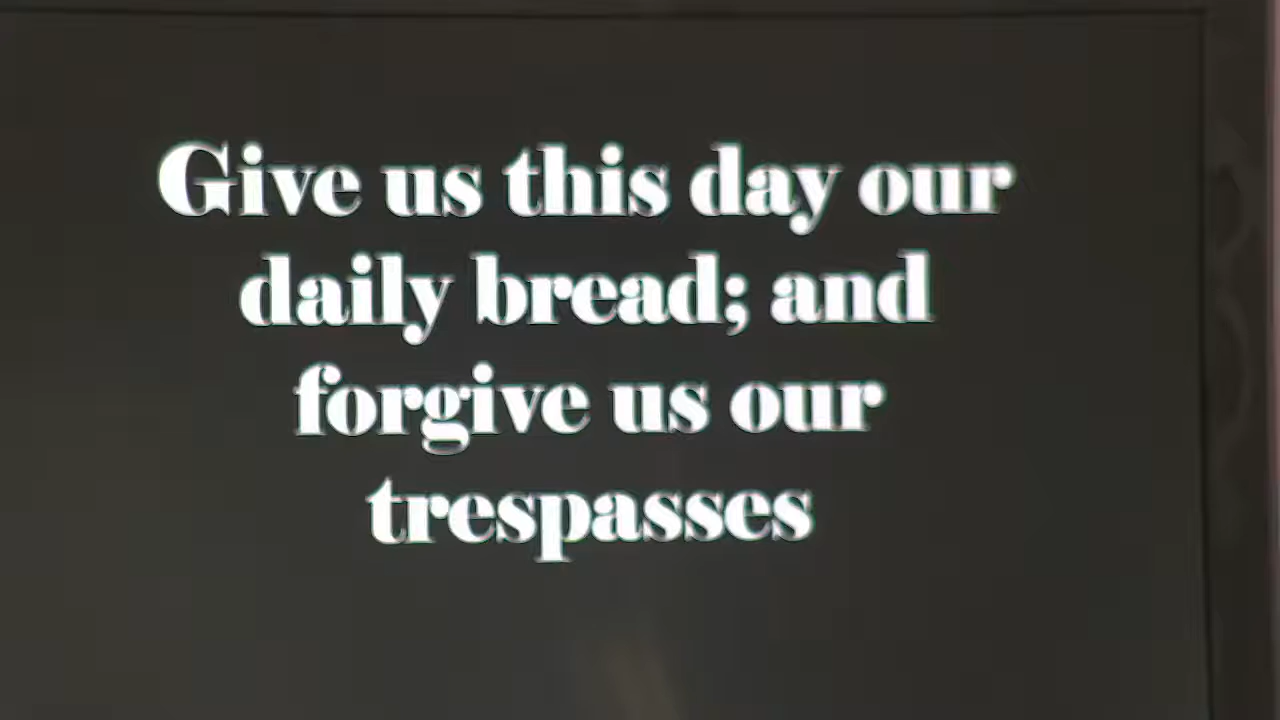 Give us this day our
daily bread; and
forgive us our
trespasses